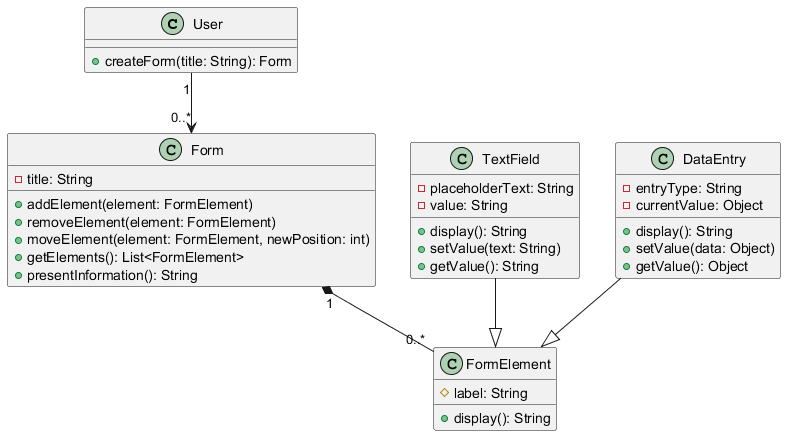 C User
createForm(title: String): Form
1
0..*
C Form
title: String
addElement(element: FormElement)
removeElement(element: FormElement)
moveElement(element: FormElement, newPosition: int)
getElements(): List<FormElement>
presentInformation(): String
C TextField
placeholderText: String
value: String
display(): String
setValue(text: String)
getValue(): String
C DataEntry
entryType: String
currentValue: Object
display(): String
setValue(data: Object)
getValue(): Object
1
0..*
C FormElement
label: String
display(): String